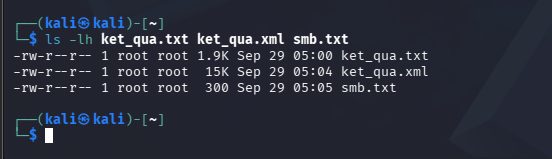 ┌──(kali㉿kali)-[~]
└─$ ls -lh ket_qua.txt ket_qua.xml smb.txt
-rw-r--r-- 1 root root 1.9K Sep 29 05:00 ket_qua.txt
-rw-r--r-- 1 root root  15K Sep 29 05:04 ket_qua.xml
-rw-r--r-- 1 root root  300 Sep 29 05:05 smb.txt
┌──(kali㉿kali)-[~]
└─$